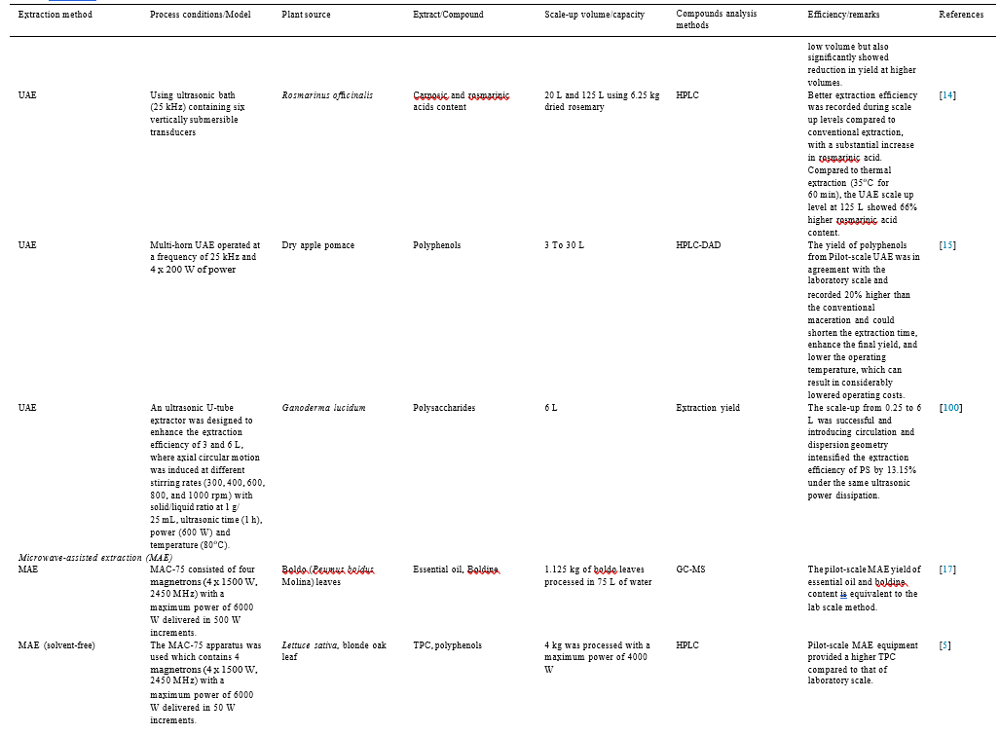 Extraction method Process conditions/Model Plant source Extract/Compound Scale-up volume/capacity Compounds analysis methods Efficiency/remarks References
low volume but also
significantly showed
reduction in yield at higher
volumes.
UAE
Using ultrasonic bath
(25 kHz) containing six
vertically submersible
transducers
Rosmarinus officinalis
Carnosic and rosmarinic
acids content
20 L and 125 L using 6.25 kg
dried rosemary
HPLC
Better extraction efficiency
was recorded during scale
up levels compared to
conventional extraction,
with a substantial increase
in rosmarinic acid.
Compared to thermal
extraction (35°C for
60 min), the UAE scale up
level at 125 L showed 66%
higher rosmarinic acid
content.
[14]
UAE
Multi-horn UAE operated at
a frequency of 25 kHz and
4 x 200 W of power
Dry apple pomace
Polyphenols
3 To 30 L
HPLC-DAD
The yield of polyphenols
from Pilot-scale UAE was in
agreement with the
laboratory scale and
recorded 20% higher than
the conventional
maceration and could
shorten the extraction time,
enhance the final yield, and
lower the operating
temperature, which can
result in considerably
lowered operating costs.
[15]
UAE
An ultrasonic U-tube
extractor was designed to
enhance the extraction
efficiency of 3 and 6 L,
where axial circular motion
was induced at different
stirring rates (300, 400, 600,
800, and 1000 rpm) with
solid/liquid ratio at 1 g/
25 mL, ultrasonic time (1 h),
power (600 W) and
temperature (80°C).
Ganoderma lucidum
Polysaccharides
6 L
Extraction yield
The scale-up from 0.25 to 6
L was successful and
introducing circulation and
dispersion geometry
intensified the extraction
efficiency of PS by 13.15%
under the same ultrasonic
power dissipation.
[100]
Microwave-assisted extraction (MAE)
MAE
MAC-75 consisted of four
magnetrons (4 x 1500 W,
2450 MHz) with a
maximum power of 6000
W delivered in 500 W
increments.
Boldo (Peumus boldus
Molina) leaves
Essential oil, Boldine
1.125 kg of boldo leaves
processed in 75 L of water
GC-MS
The pilot-scale MAE yield of
essential oil and boldine
content is equivalent to the
lab scale method.
[17]
MAE (solvent-free)
The MAC-75 apparatus was
used which contains 4
magnetrons (4 x 1500 W,
2450 MHz) with a
maximum power of 6000
W delivered in 50 W
increments.
Lettuce sativa, blonde oak
leaf
TPC, polyphenols
4 kg was processed with a
maximum power of 4000
W
HPLC
Pilot-scale MAE equipment
provided a higher TPC
compared to that of
laboratory scale.
[5]